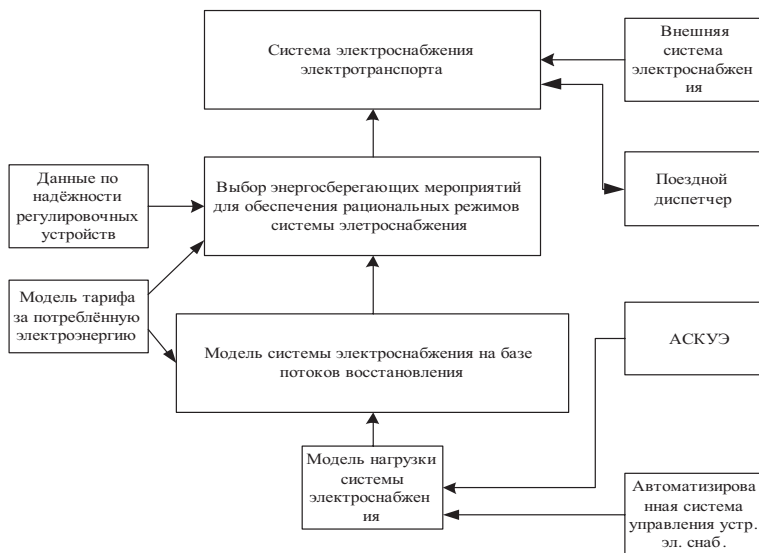 Система электроснабжения
электротранспорта
Внешняя
система
электроснабжен
ия
Данные по
надёжности
регулировочных
устройств
Выбор энергосберегающих мероприятий
для обеспечения рациональных режимов
системы элетроснабжения
Поездной
диспетчер
Модель тарифа
за потреблённую
электроэнергию
Модель системы электроснабжения на базе
потоков восстановления
АСКУЭ
Модель нагрузки
системы
электроснабжен
ия
Автоматизирова
нная система
управления устр.
эл. снаб.